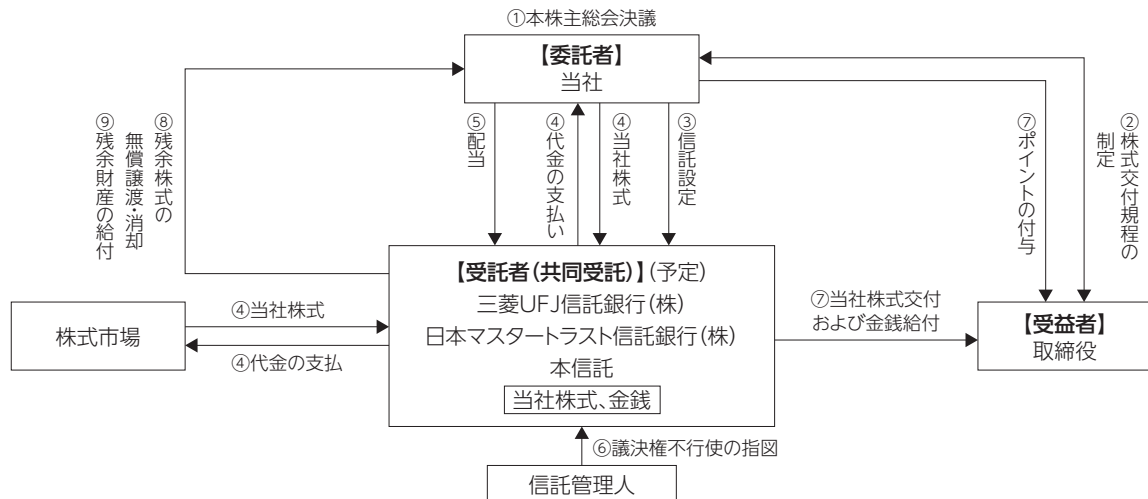 ①本株主総会決議
【委託者】
当社
⑨残余財産の給付
無償譲渡・消却
⑧残余株式の
⑤配当
④代金の支払い
④当社株式
③信託設定
⑦ポイントの付与
②株式交付規程の
制定
【受託者(共同受託)】(予定)
三菱UFJ信託銀行(株)
日本マスタートラスト信託銀行(株)
本信託
当社株式、金銭
株式市場
④当社株式
④代金の支払
⑦当社株式交付
および金銭給付
【受益者】
取締役
⑥議決権不行使の指図
信託管理人